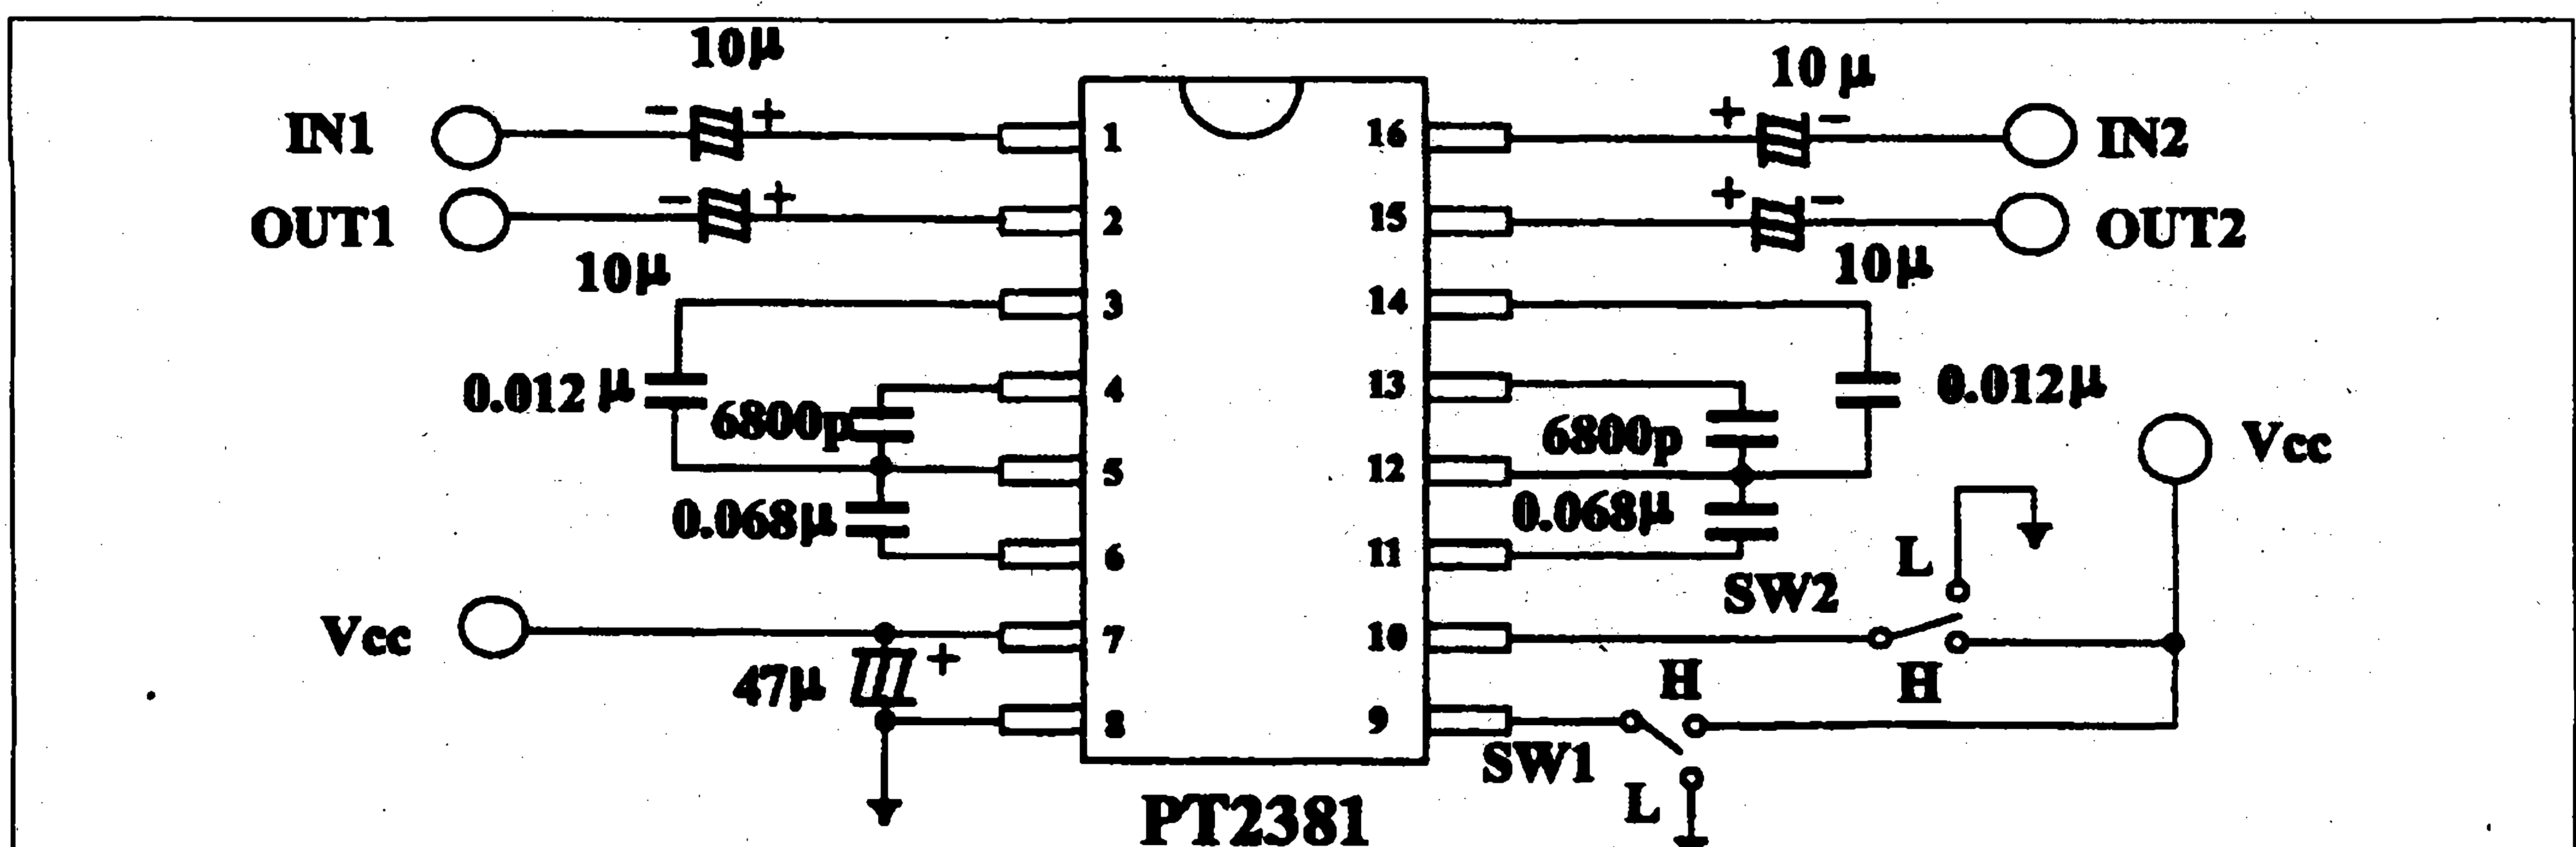 10μ
10 μ
IN1
- +
1
16
+ -
IN2
OUT1
- +
2
15
+ -
OUT2
10μ
10μ
3
14
0.012 μ
6800p
4
13
6800p
0.012μ
5
12
Vcc
0.068μ
6
11
0.068μ
L
SW2
Vcc
7
10
H
H
47μ
+
8
9
SW1
L
PT2381